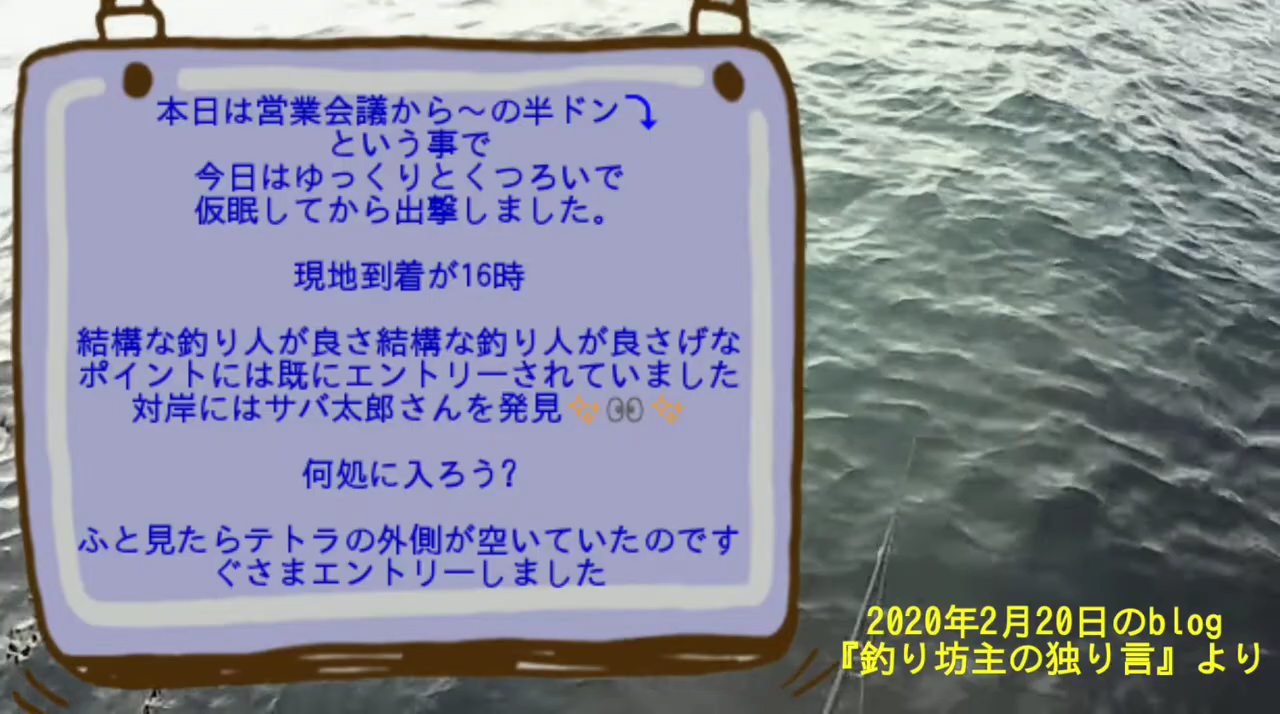 本日は営業会議から～の半ドン⤵
という事で
今日はゆっくりとくつろいで
仮眠してから出撃しました。
現地到着が16時
結構な釣り人が良さ結構な釣り人が良さげな
ポイントには既にエントリーされていました
対岸にはサバ太郎さんを発見✨👀✨
何処に入ろう?
ふと見たらテトラの外側が空いていたのです
ぐさまエントリーしました
2020年2月20日のblog
『釣り坊主の独り言』より